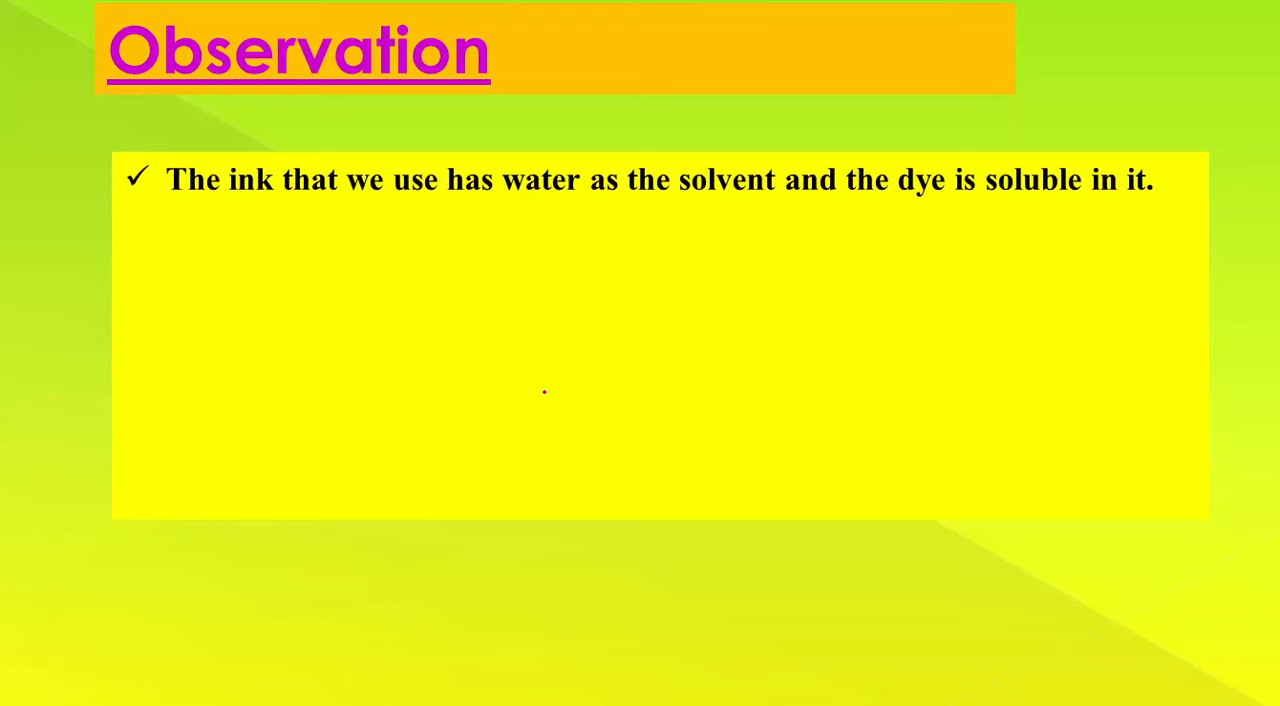 Observation
✓ The ink that we use has water as the solvent and the dye is soluble in it.